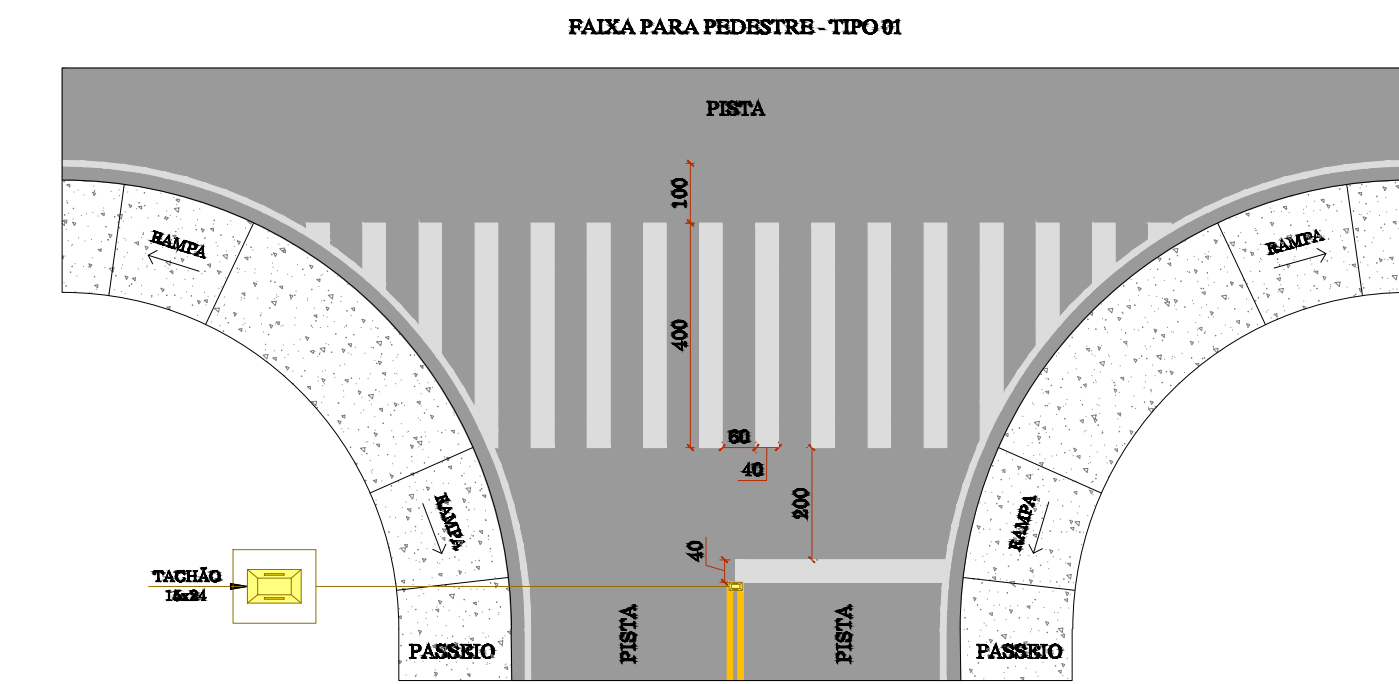 FAIXA PARA PEDESTRE - TIPO 01
PISTA
100
RAMPA
RAMPA
400
60
40
200
RAMPA
RAMPA
40
TACHÃO
15x24
PISTA
PISTA
PASSEIO
PASSEIO